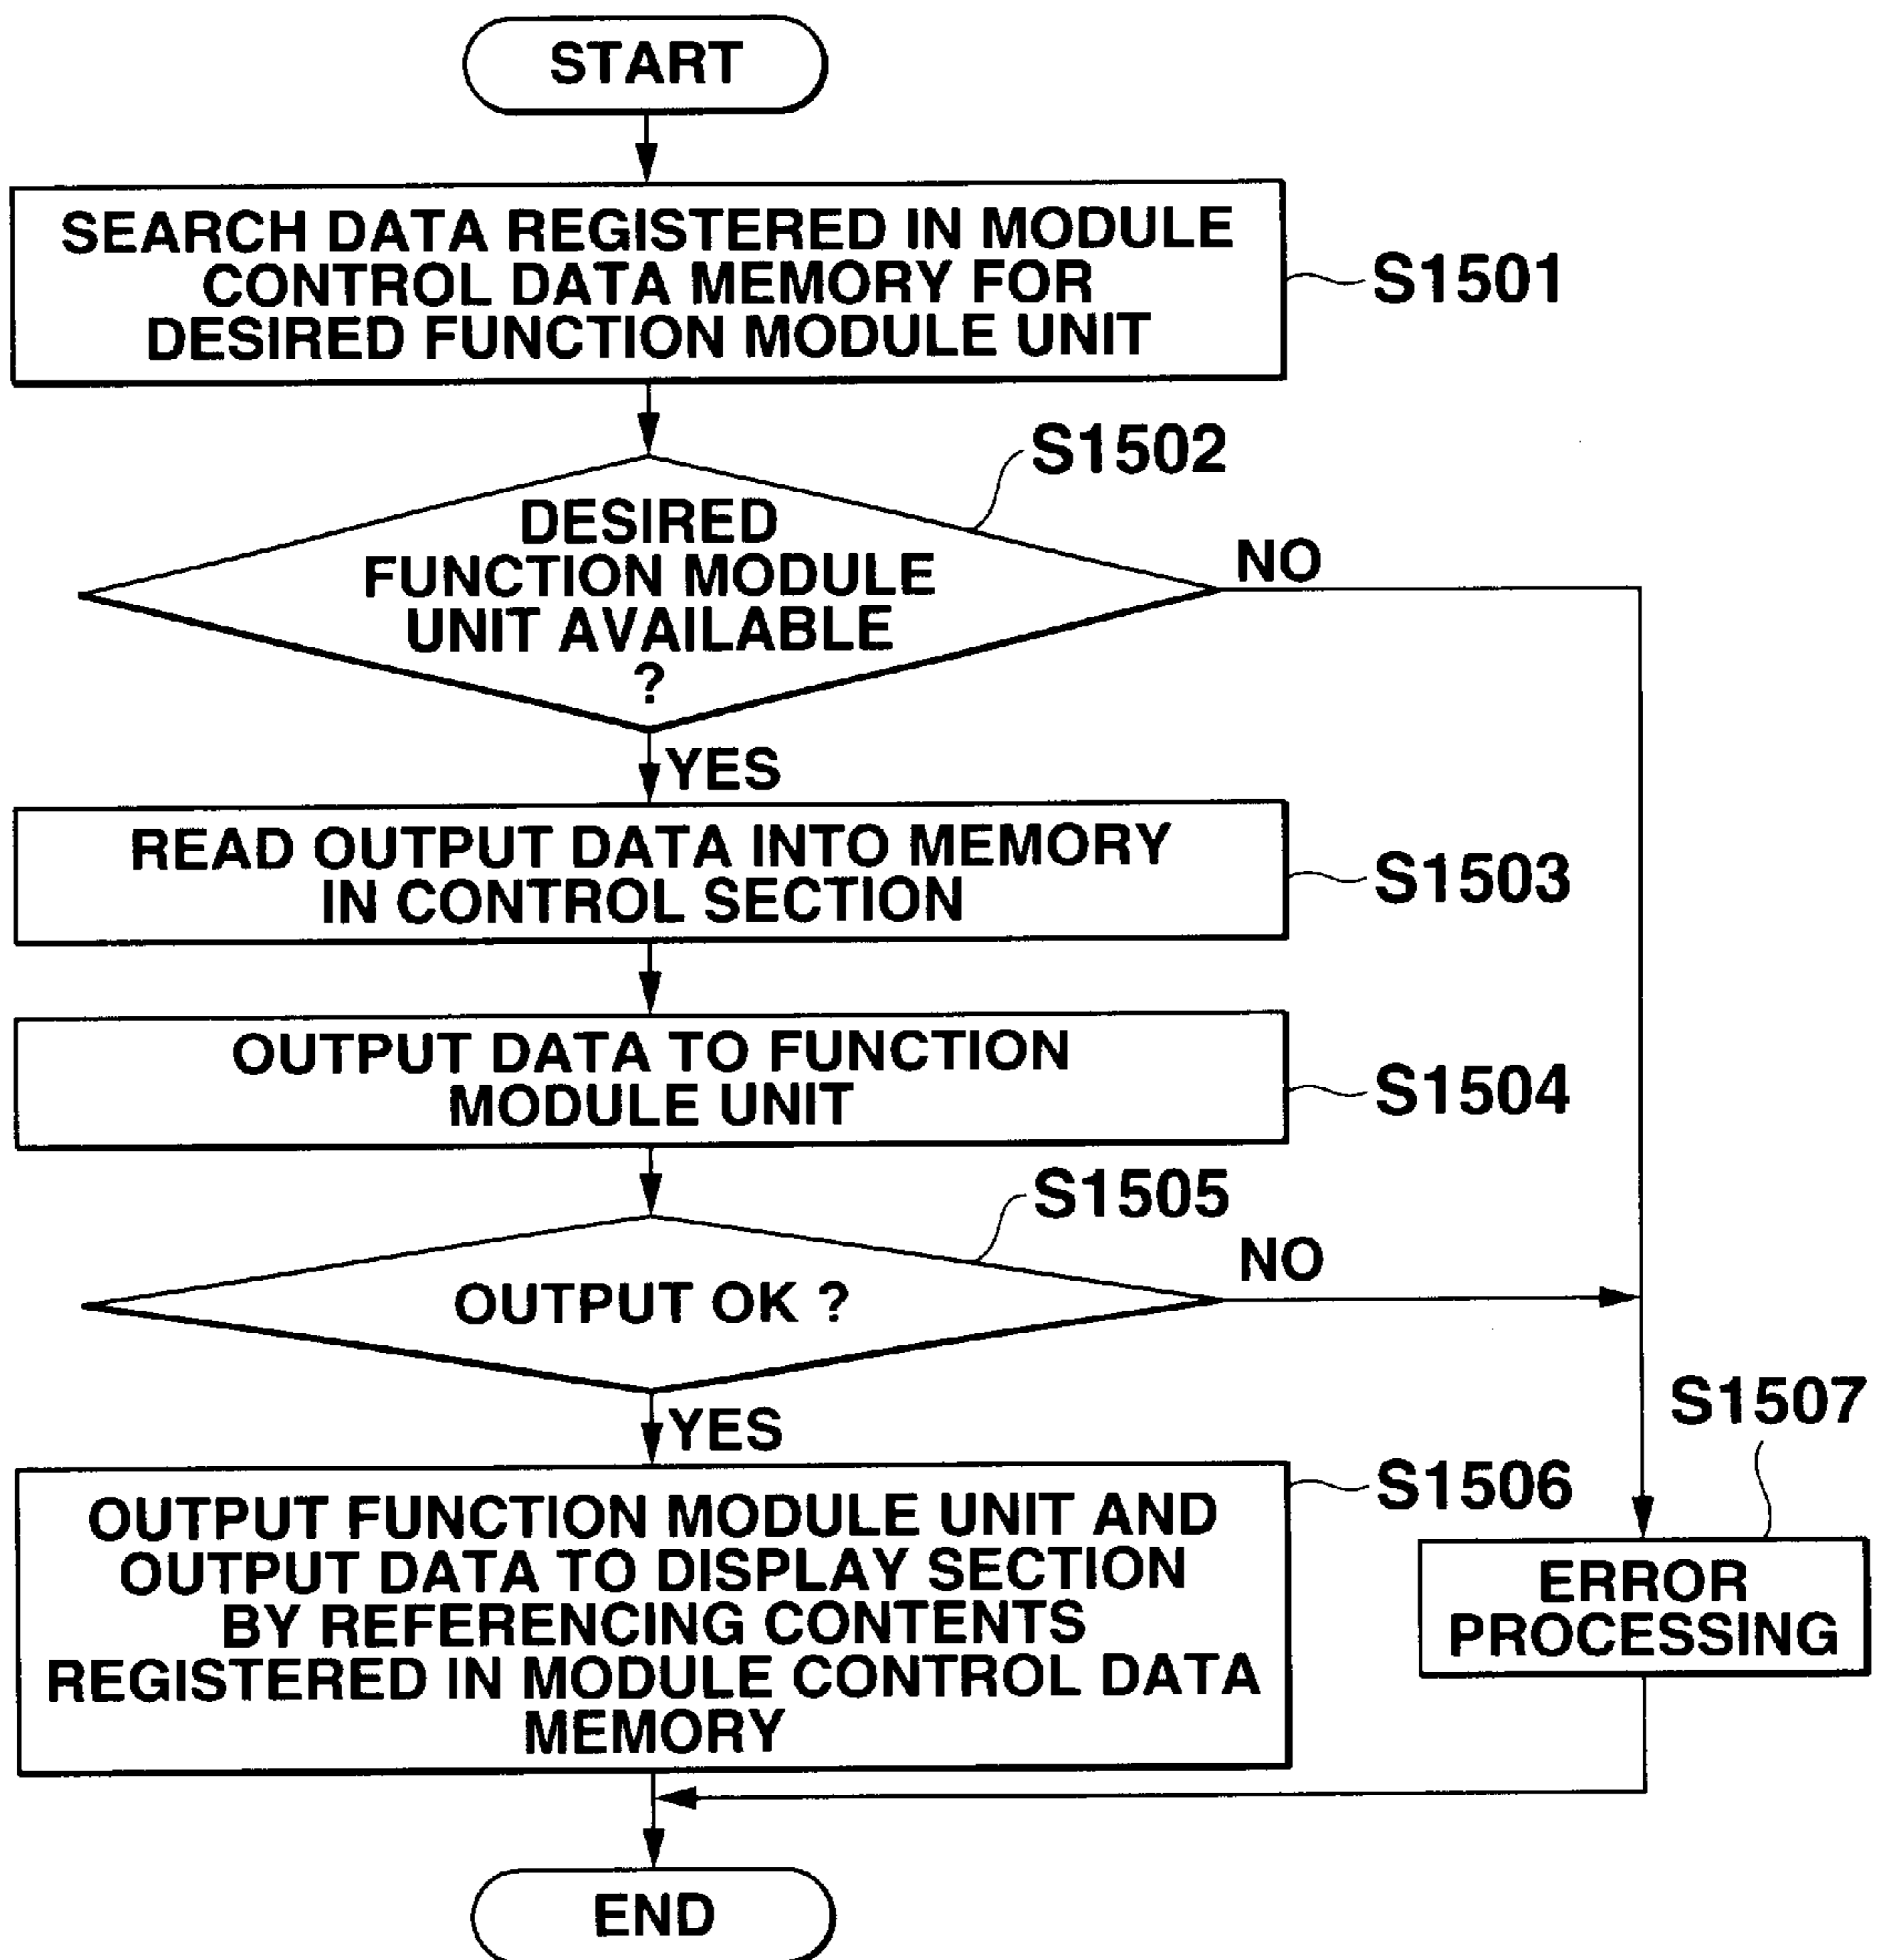 START
SEARCH DATA REGISTERED IN MODULE
CONTROL DATA MEMORY FOR
DESIRED FUNCTION MODULE UNIT
S1501
S1502
DESIRED
FUNCTION MODULE
UNIT AVAILABLE
?
NO
YES
READ OUTPUT DATA INTO MEMORY
IN CONTROL SECTION
S1503
OUTPUT DATA TO FUNCTION
MODULE UNIT
S1504
S1505
OUTPUT OK ?
NO
YES
S1507
OUTPUT FUNCTION MODULE UNIT AND
OUTPUT DATA TO DISPLAY SECTION
BY REFERENCING CONTENTS
REGISTERED IN MODULE CONTROL DATA
MEMORY
S1506
ERROR
PROCESSING
END